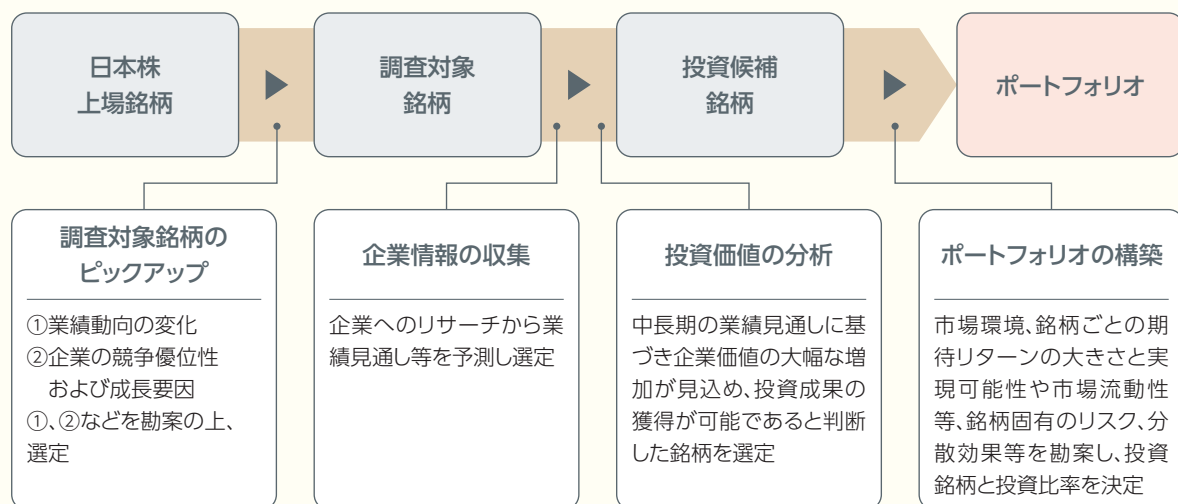 日本株
上場銘柄
調査対象
銘柄
投資候補
銘柄
ポートフォリオ
調査対象銘柄の
ピックアップ
①業績動向の変化
②企業の競争優位性
および成長要因
①、②などを勘案の上、
選定
企業情報の収集
企業へのリサーチから業
績見通し等を予測し選定
投資価値の分析
中長期の業績見通しに基
づき企業価値の大幅な増
加が見込め、投資成果の
獲得が可能であると判断
した銘柄を選定
ポートフォリオの構築
市場環境、銘柄ごとの期
待リターンの大きさと実
現可能性や市場流動性
等、銘柄固有のリスク、分
散効果等を勘案し、投資
銘柄と投資比率を決定